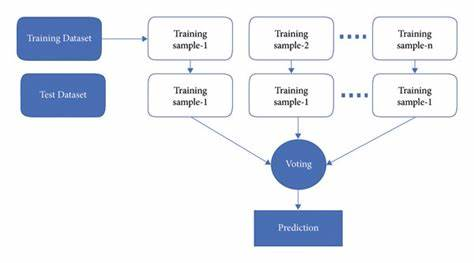 Training Dataset
Training
sample-1
Training
sample-2
Training
sample-n
Test Dataset
Training
sample-1
Training
sample-1
Training
sample-1
Voting
Prediction